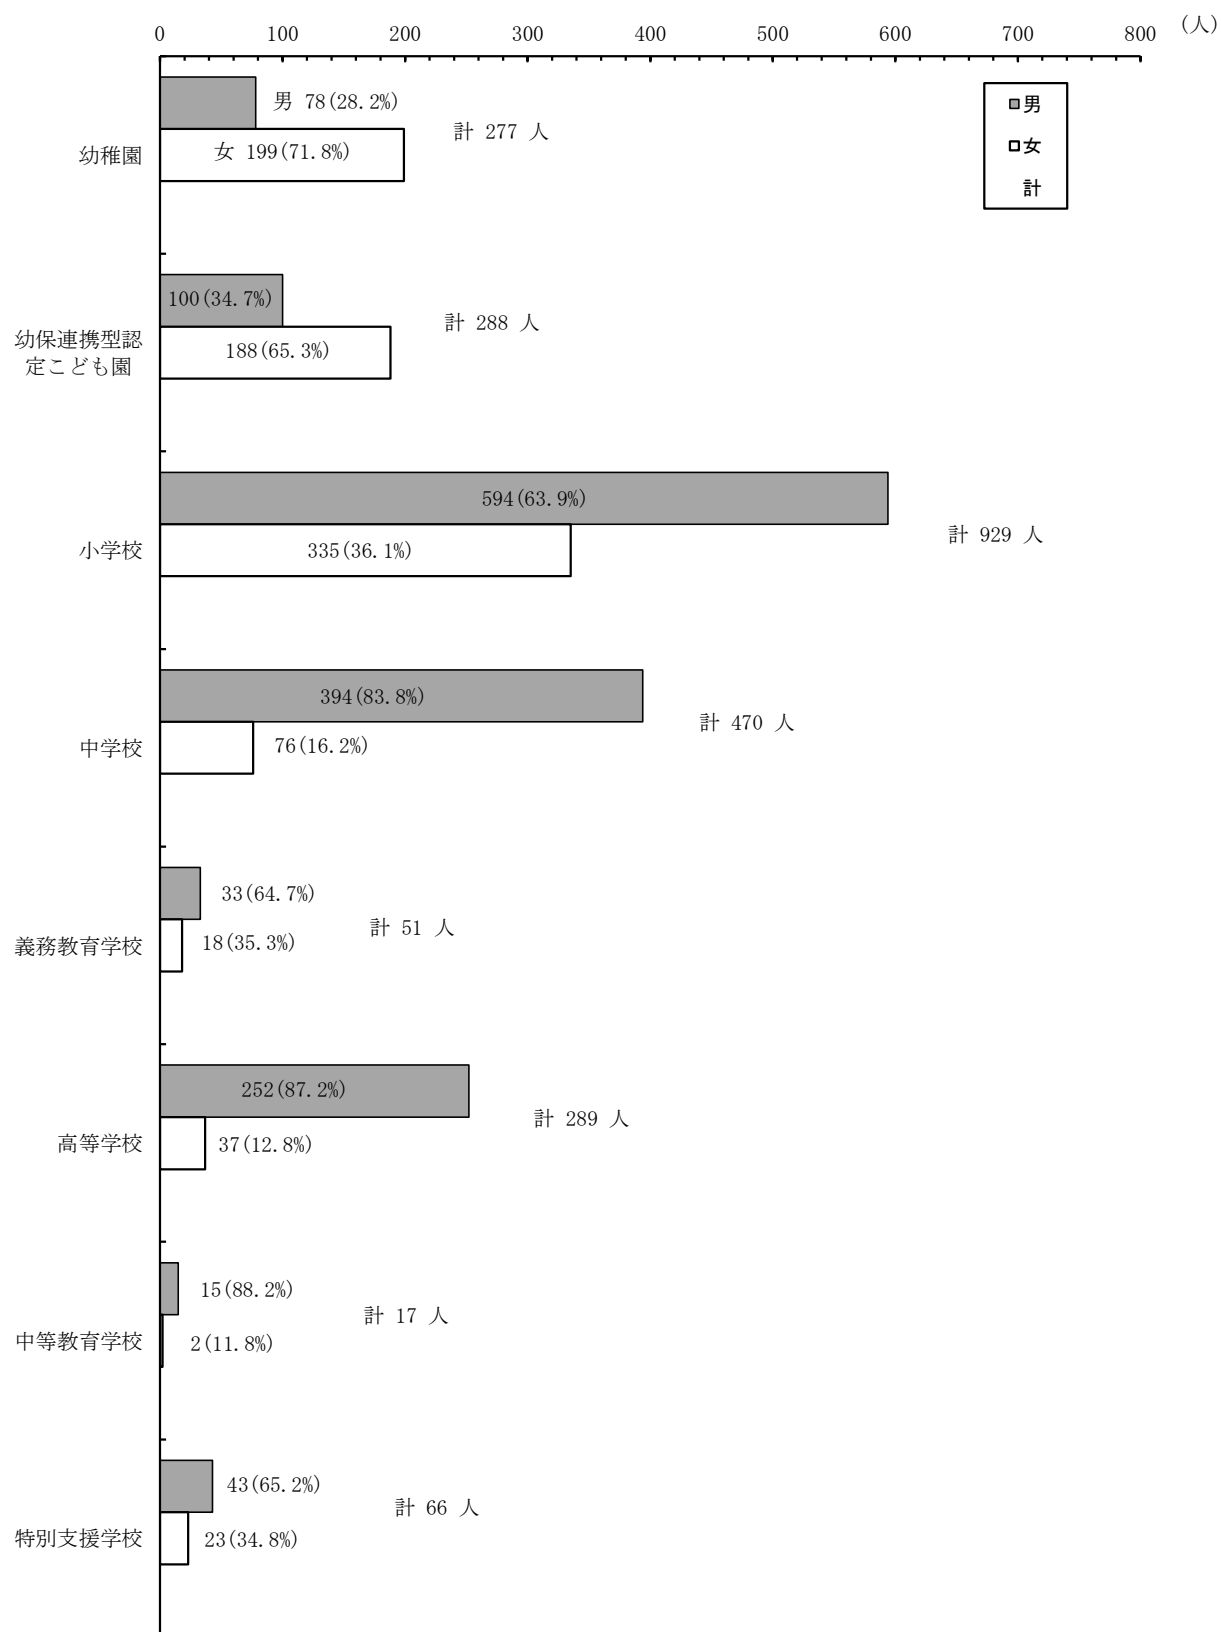 0 100 200 300 400 500 600 700 800 (人)
男
女
計
幼稚園
男 78(28.2%)
女 199(71.8%)
計 277 人
幼保連携型認
定こども園
100(34.7%)
188(65.3%)
計 288 人
小学校
594(63.9%)
335(36.1%)
計 929 人
中学校
394(83.8%)
76(16.2%)
計 470 人
義務教育学校
33(64.7%)
18(35.3%)
計 51 人
高等学校
252(87.2%)
37(12.8%)
計 289 人
中等教育学校
15(88.2%)
2(11.8%)
計 17 人
特別支援学校
43(65.2%)
23(34.8%)
計 66 人